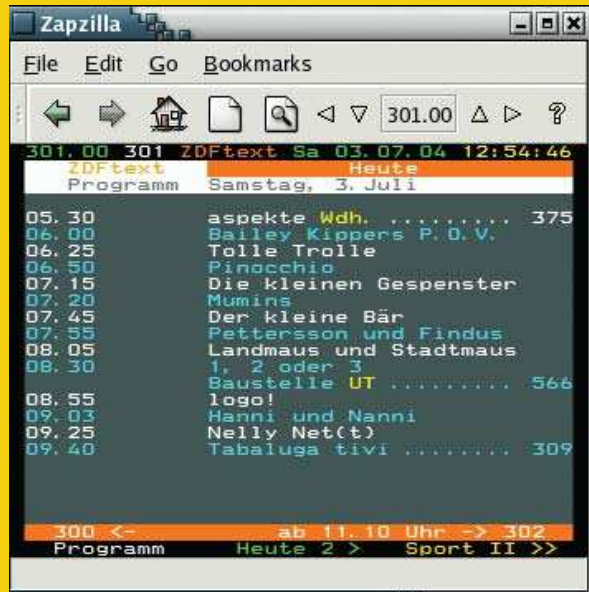 Zapzilla
File Edit Go Bookmarks
301.00
301.00 301 ZDFtext Sa 03.07.04 12:54:46
ZDFtext Heute
Programm Samstag, 3. Juli
05.30 aspekte Wdh. ......... 375
06.00 Bailey Kippers P.O.V.
06.25 Tolle Trolle
06.50 Pinocchio
07.15 Die kleinen Gespenster
07.20 Mumins
07.45 Der kleine Bär
07.55 Pettersson und Findus
08.05 Landmaus und Stadtmaus
08.30 1, 2 oder 3
Baustelle UT ......... 566
08.55 logo!
09.03 Hanni und Nanni
09.25 Nelly Net(t)
09.40 Tabaluga tivi ........ 309
300 <- ab 11.10 Uhr -> 302
Programm Heute 2 > Sport II >>